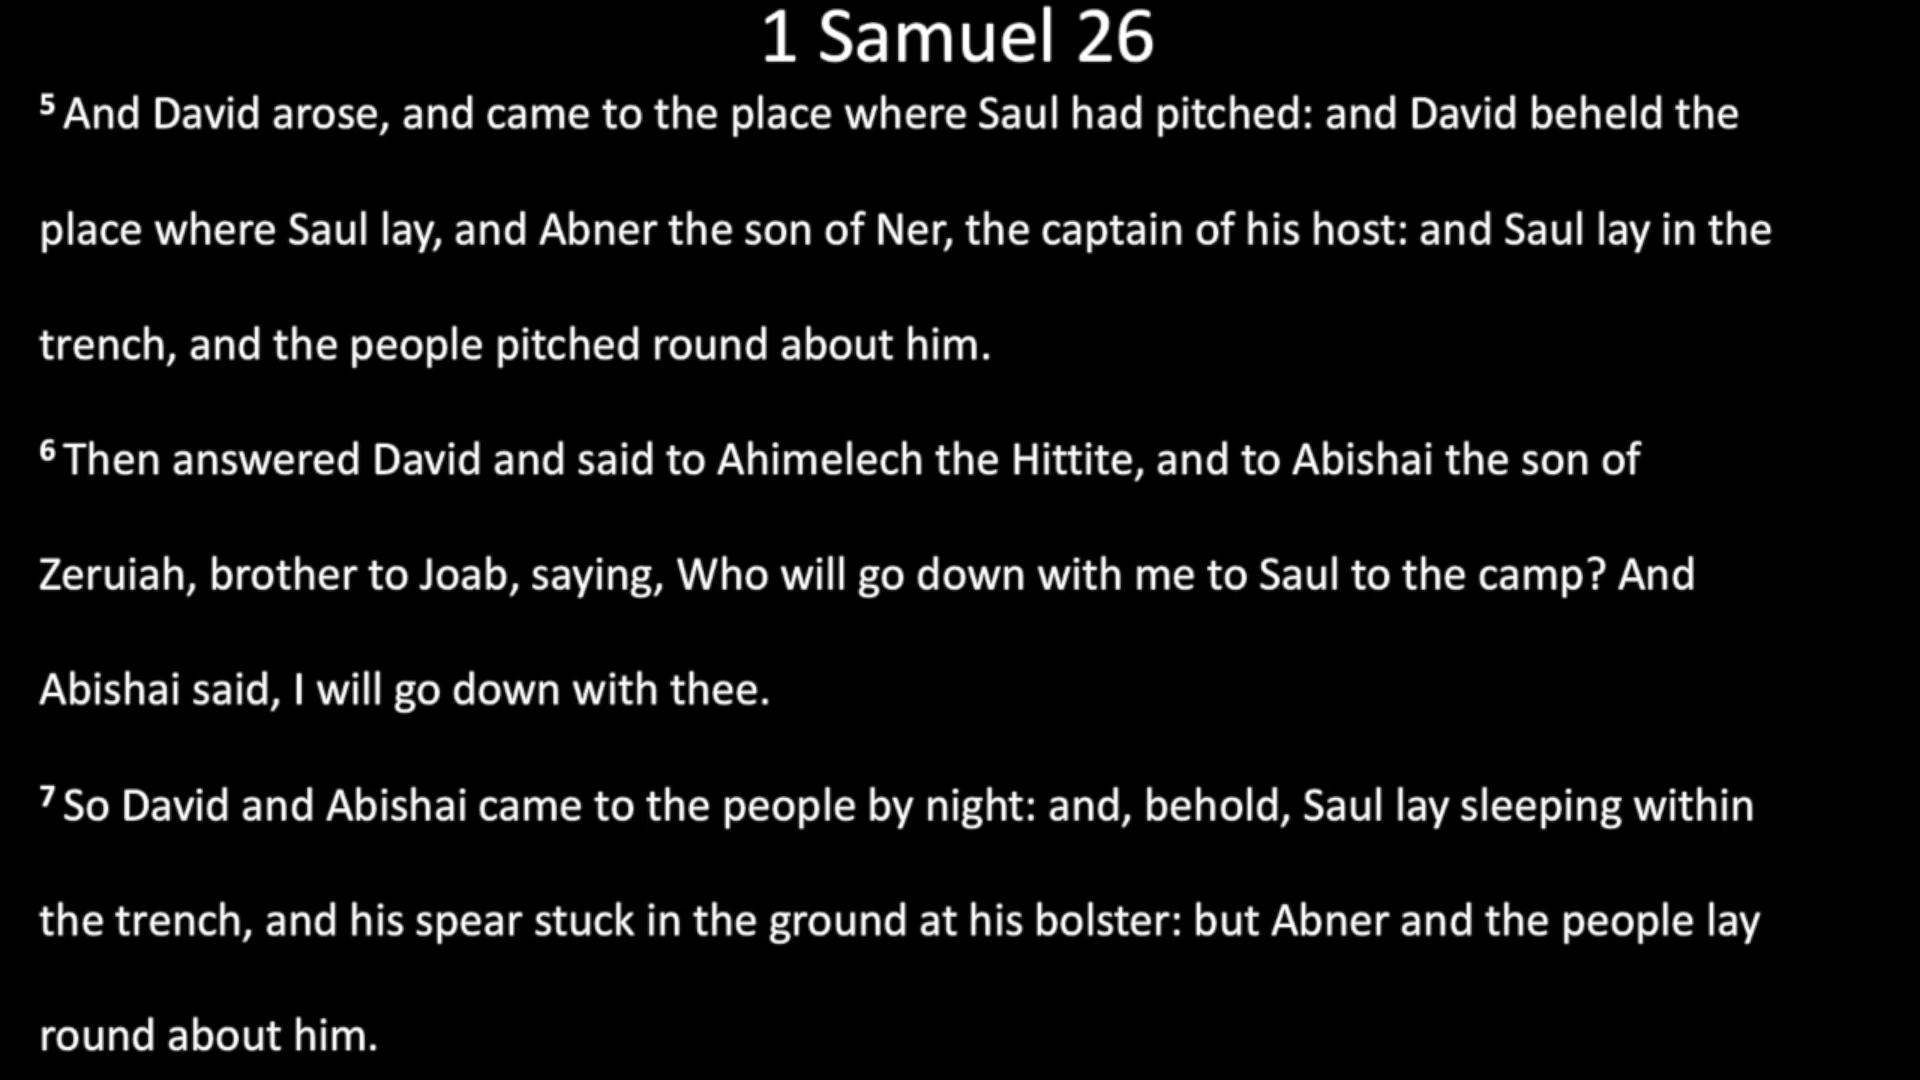 1 Samuel 26
5 And David arose, and came to the place where Saul had pitched: and David beheld the
place where Saul lay, and Abner the son of Ner, the captain of his host: and Saul lay in the
trench, and the people pitched round about him.
6 Then answered David and said to Ahimelech the Hittite, and to Abishai the son of
Zeruiah, brother to Joab, saying, Who will go down with me to Saul to the camp? And
Abishai said, I will go down with thee.
7 So David and Abishai came to the people by night: and, behold, Saul lay sleeping within
the trench, and his spear stuck in the ground at his bolster: but Abner and the people lay
round about him.